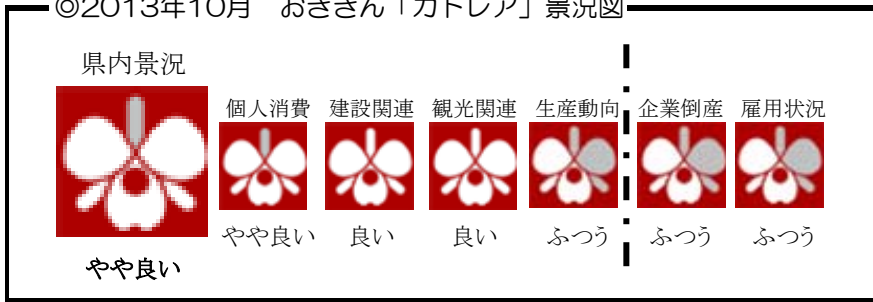 ◎2013年10月 おきぎん「カトレア」景況図
県内景況
個人消費 建設関連 観光関連 生産動向 企業倒産 雇用状況
やや良い 良い 良い ふつう ふつう ふつう
やや良い